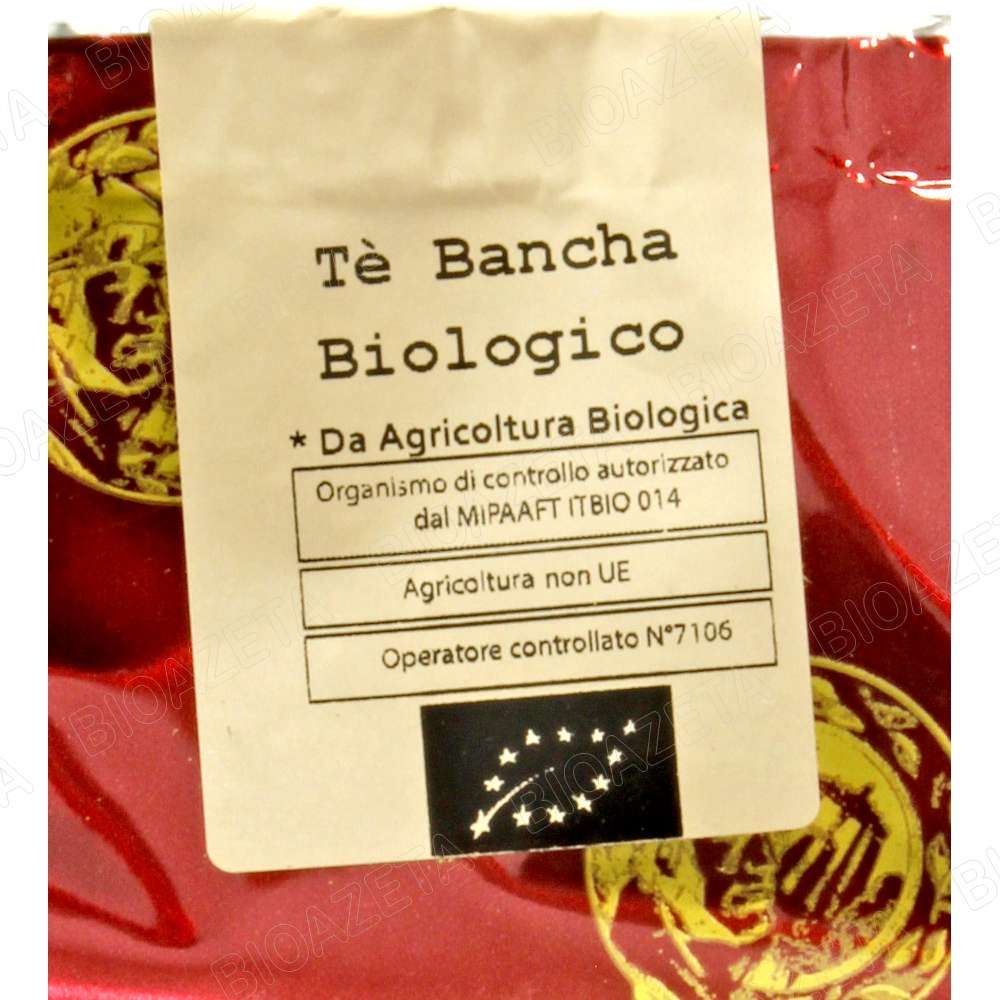 Tè Bancha
Biologico
* Da Agricoltura Biologica
Organismo di controllo autorizzato
dal MIPAAFT ITBIO 014
Agricoltura non UE
Operatore controllato N°7106
BIOAZETA